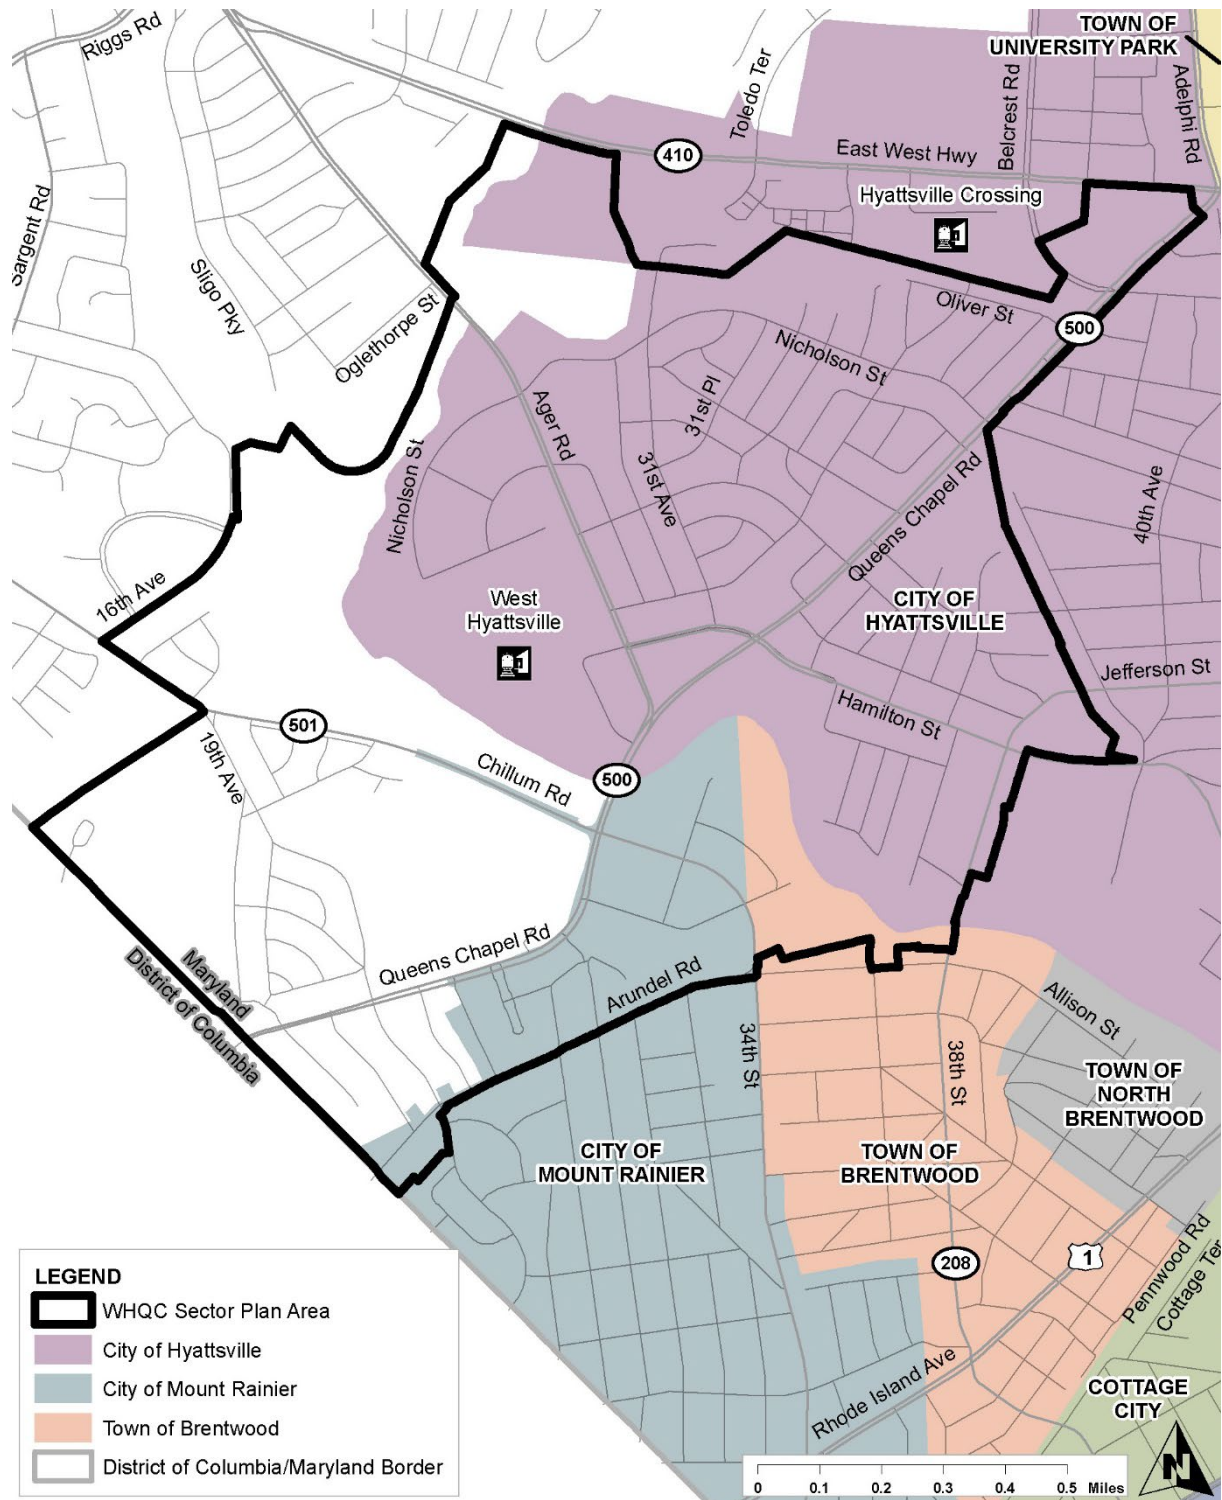 TOWN OF
UNIVERSITY PARK
Riggs Rd
Toledo Ter
Belcrest Rd
Adelphi Rd
410
East West Hwy
Hyattsville Crossing
Sargent Rd
Sligo Pky
Oglethorpe St
Oliver St
500
Nicholson St
Ager Rd
31st Pl
31st Ave
Nicholson St
Queens Chapel Rd
40th Ave
16th Ave
West
Hyattsville
CITY OF
HYATTSVILLE
Jefferson St
Hamilton St
501
19th Ave
Chillum Rd
500
Queens Chapel Rd
Maryland
District of Columbia
Arundel Rd
34th St
38th St
Allison St
TOWN OF
NORTH
BRENTWOOD
CITY OF
MOUNT RAINIER
TOWN OF
BRENTWOOD
208
1
Pennwood Rd
Cottage Ter
Rhode Island Ave
COTTAGE
CITY
LEGEND
WHQC Sector Plan Area
City of Hyattsville
City of Mount Rainier
Town of Brentwood
District of Columbia/Maryland Border
0 0.1 0.2 0.3 0.4 0.5 Miles
N